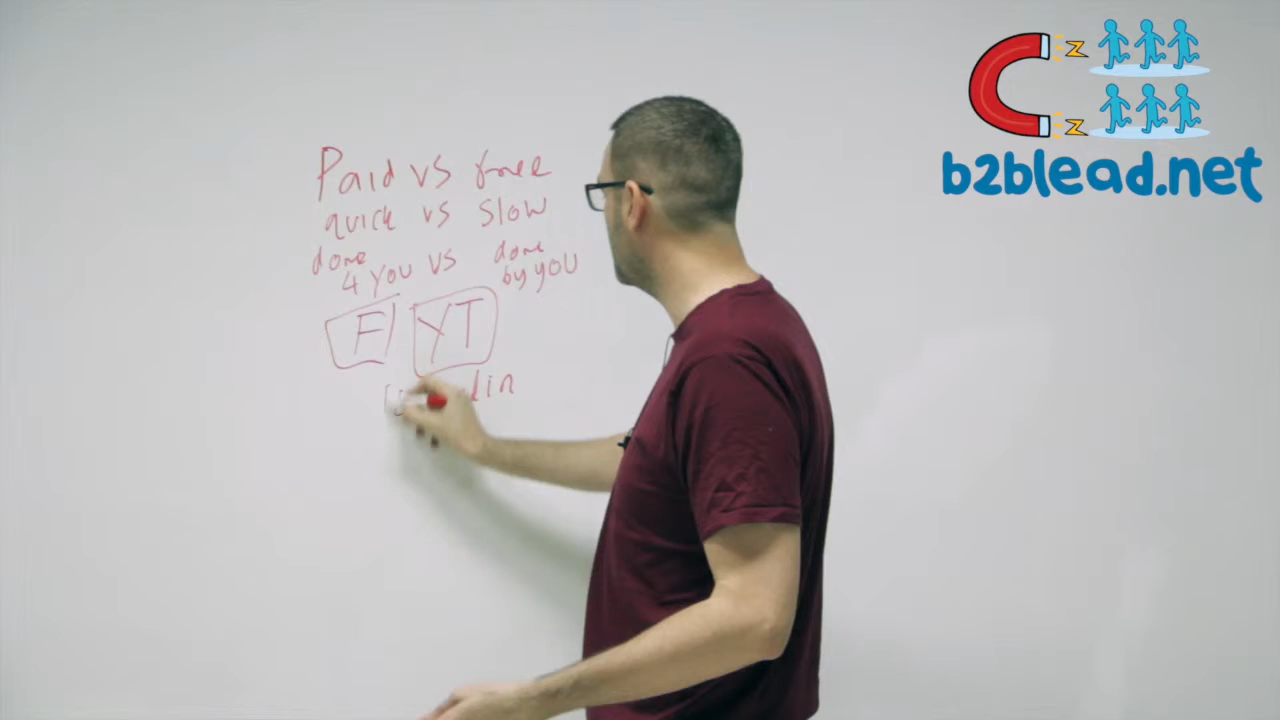 Paid vs free
quick vs slow
done
4 you vs
done
by you
F YT
b2blead.net